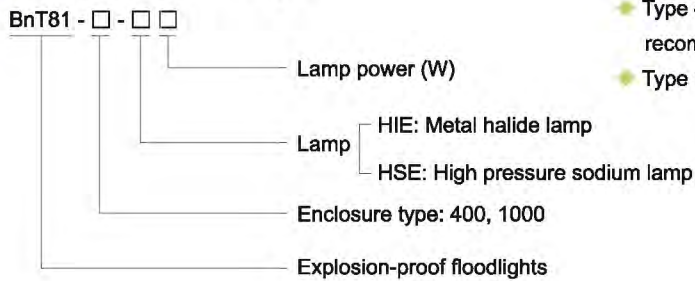 BnT81 - □ - □ □
Type
Lamp power (W)
Type
Lamp
HIE: Metal halide lamp
HSE: High pressure sodium lamp
Enclosure type: 400, 1000
Explosion-proof floodlights